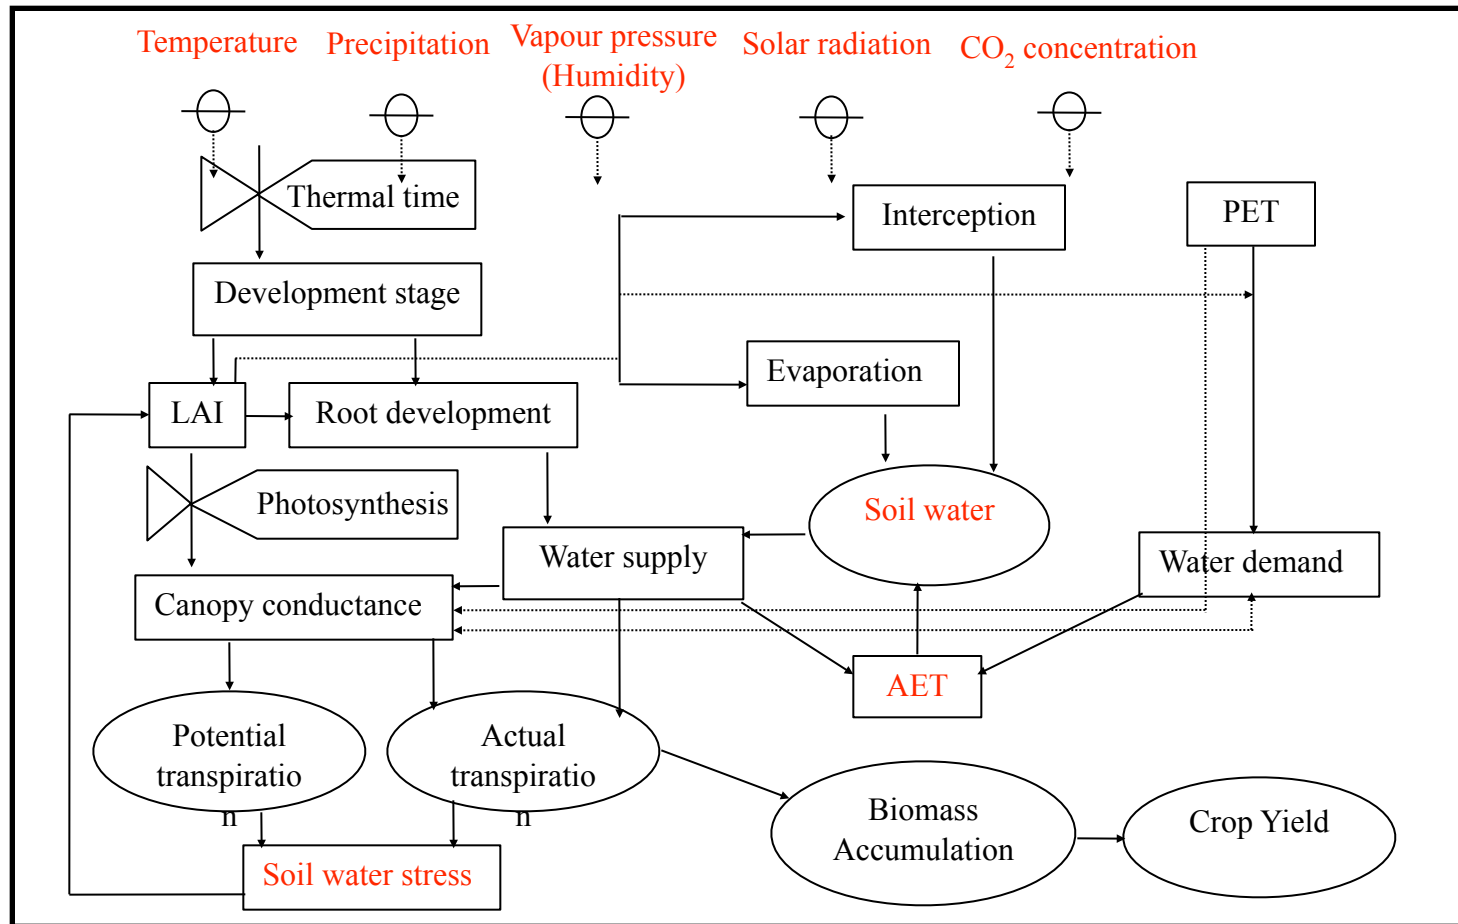 Temperature
Precipitation
Vapour pressure
(Humidity)
Solar radiation
CO₂ concentration
Thermal time
Interception
PET
Development stage
Evaporation
LAI
Root development
Photosynthesis
Soil water
Water supply
Water demand
Canopy conductance
AET
Potential
transpiratio
n
Actual
transpiratio
n
Biomass
Accumulation
Crop Yield
Soil water stress